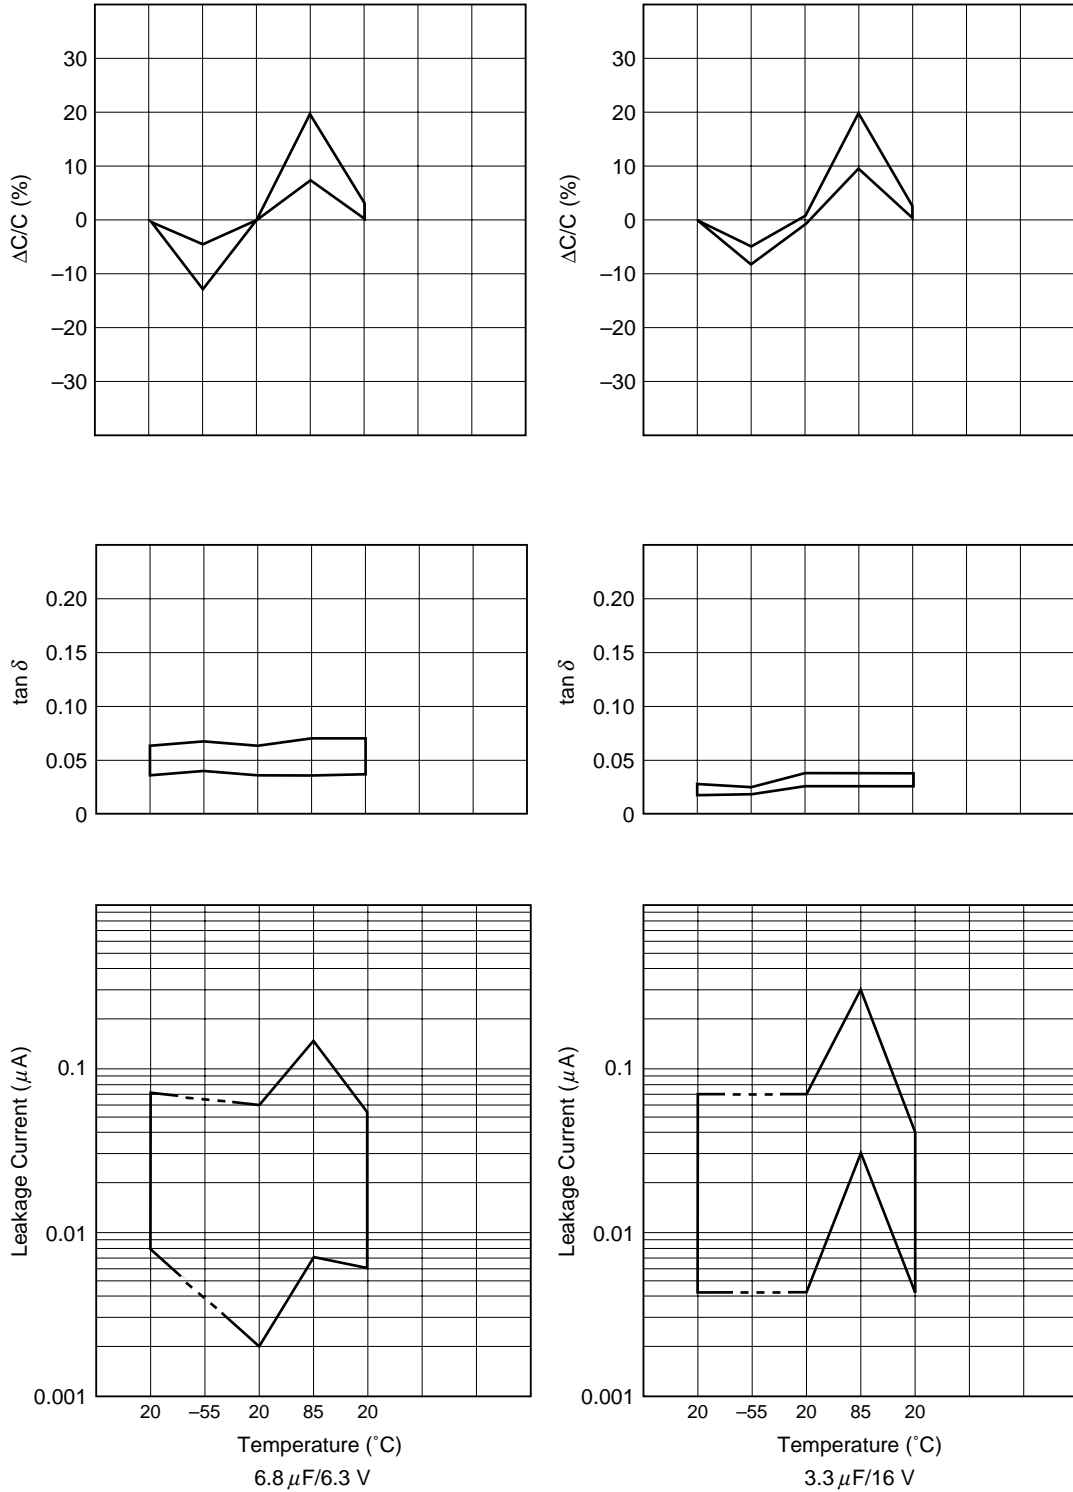 30
20
10
0
–10
–20
–30
ΔC/C (%)
30
20
10
0
–10
–20
–30
ΔC/C (%)
0.20
0.15
0.10
0.05
0
tan δ
0.20
0.15
0.10
0.05
0
tan δ
0.1
0.01
0.001
Leakage Current (μA)
20 –55 20 85 20
Temperature (˚C)
6.8 μF/6.3 V
0.1
0.01
0.001
Leakage Current (μA)
20 –55 20 85 20
Temperature (˚C)
3.3 μF/16 V